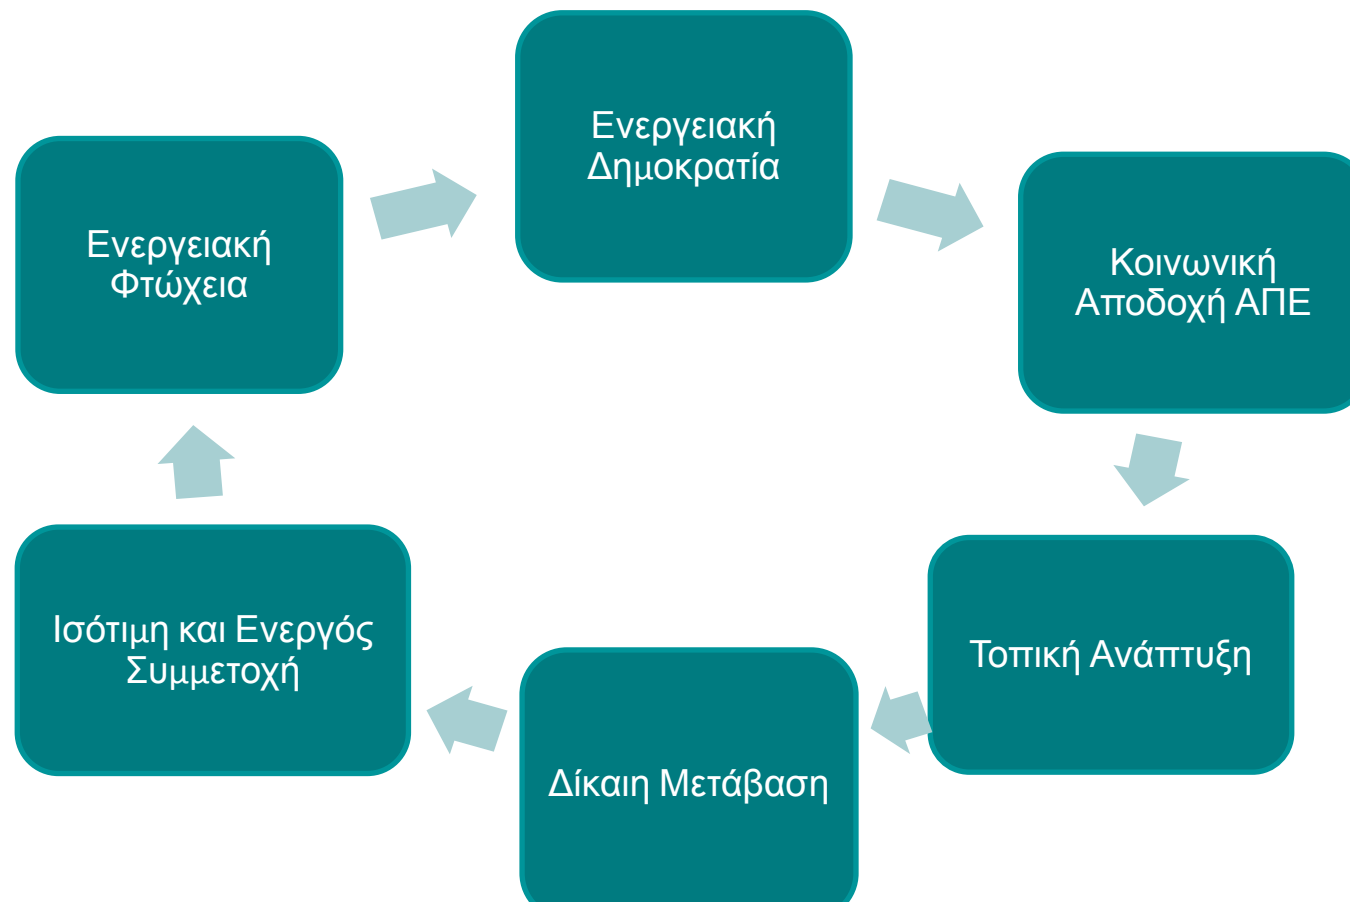 Ενεργειακή
Δημοκρατία
Κοινωνική
Αποδοχή ΑΠΕ
Τοπική Ανάπτυξη
Δίκαιη Μετάβαση
Ισότιμη και Ενεργός
Συμμετοχή
Ενεργειακή
Φτώχεια